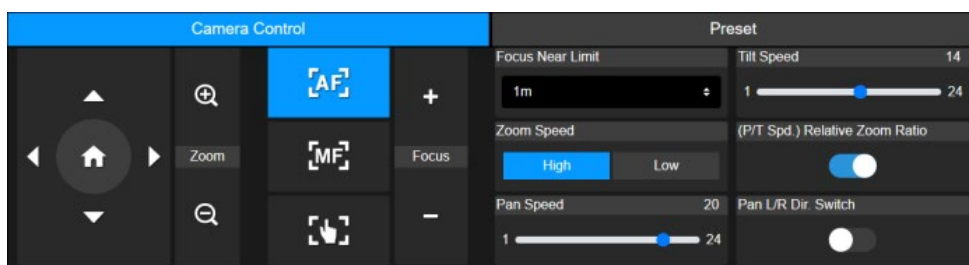 Camera Control
Preset
AF
MF
Zoom
Focus
Focus Near Limit
1m
Tilt Speed 14
1 24
Zoom Speed
High Low
(P/T Spd.) Relative Zoom Ratio
Pan Speed 20
1 24
Pan L/R Dir. Switch